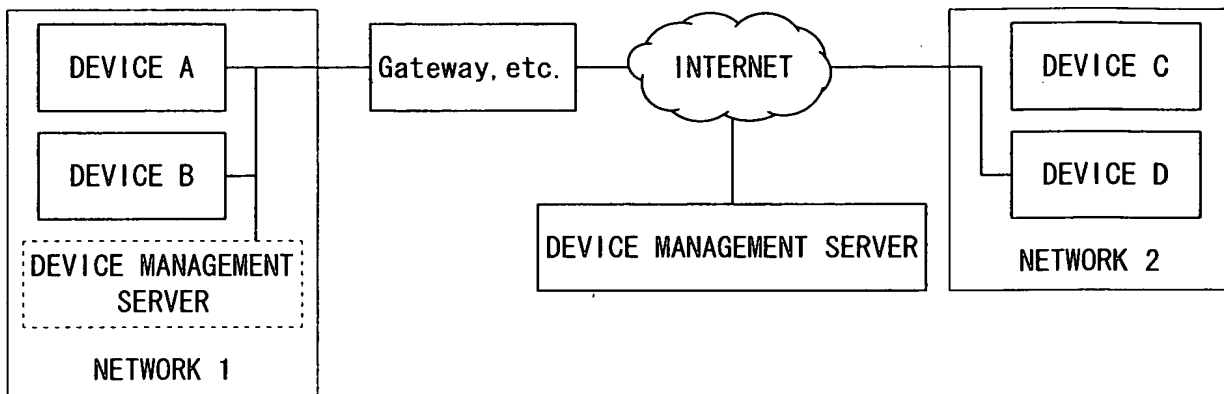 DEVICE A
Gateway, etc.
INTERNET
DEVICE C
DEVICE B
DEVICE D
DEVICE MANAGEMENT
SERVER
DEVICE MANAGEMENT SERVER
NETWORK 2
NETWORK 1